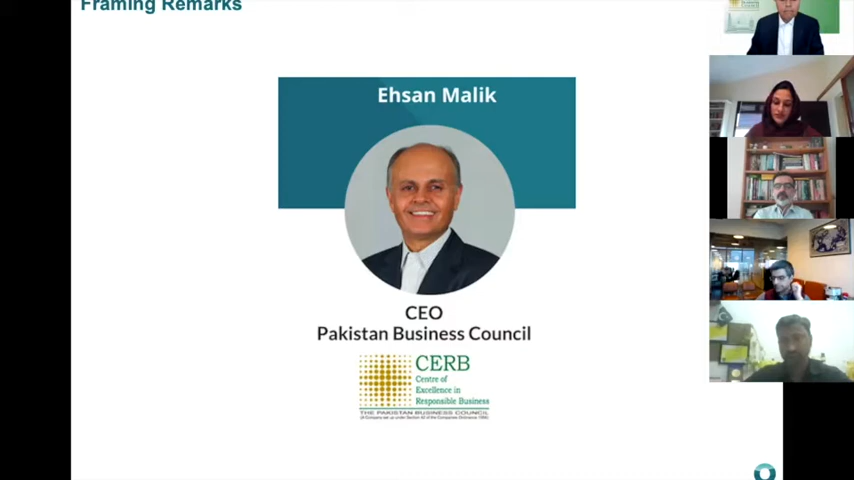 Framing Remarks
Ehsan Malik
CEO
Pakistan Business Council
CERB
Centre of
Excellence in
Responsible Business
THE PAKISTAN BUSINESS COUNCIL